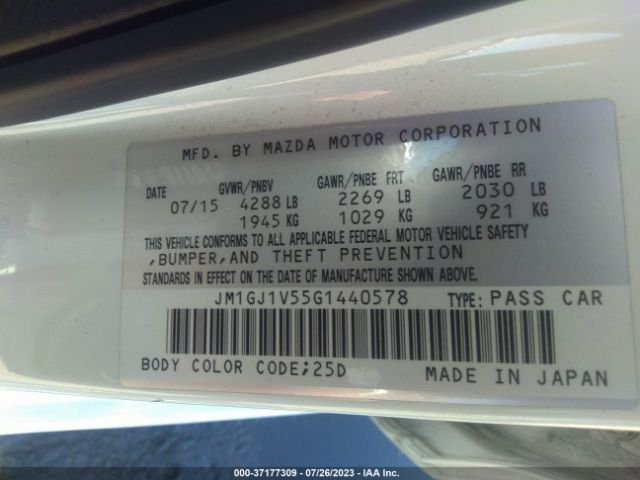 MFD. BY MAZDA MOTOR CORPORATION
DATE GVWR/PNBV GAWR/PNBE FRT GAWR/PNBE RR
07/15 4288 LB 2269 LB 2030 LB
1945 KG 1029 KG 921 KG
THIS VEHICLE CONFORMS TO ALL APPLICABLE FEDERAL MOTOR VEHICLE SAFETY
,BUMPER,AND THEFT PREVENTION
STANDARDS IN EFFECT ON THE DATE OF MANUFACTURE SHOWN ABOVE.
JM1GJ1V55G1440578 TYPE: PASS CAR
BODY COLOR CODE;25D MADE IN JAPAN
000-37177309 - 07/26/2023 - IAA Inc.